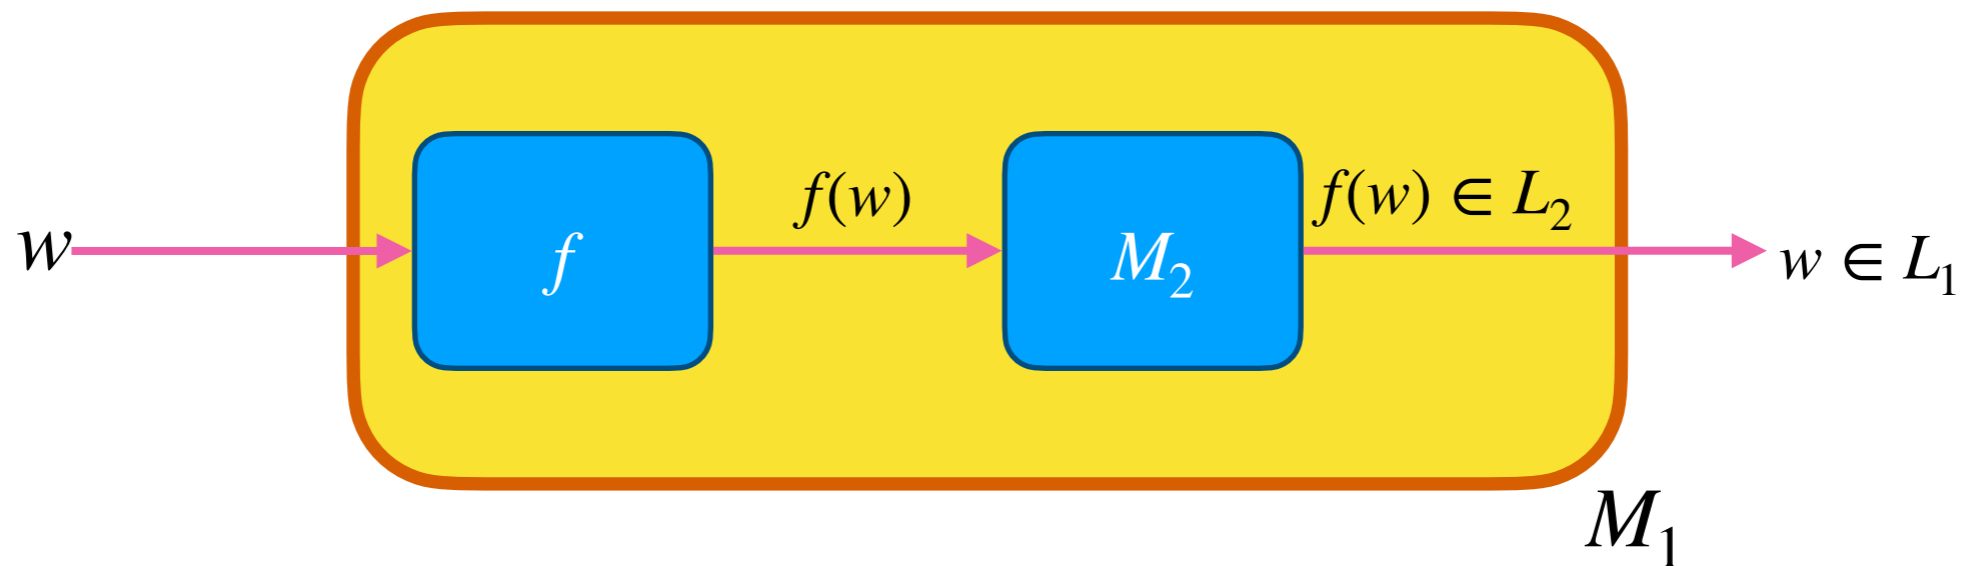 w
f
f(w)
M₂
f(w) ∈ L₂
w ∈ L₁
M₁